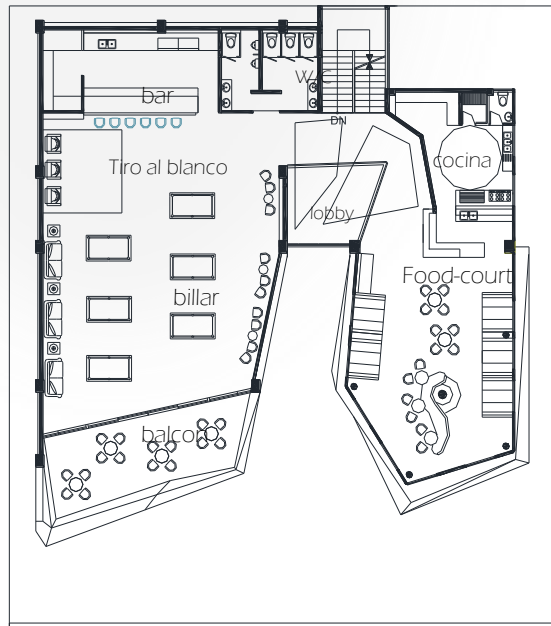 W/C
bar
DN
Tiro al blanco
cocina
lobby
Food-court
billar
balcon